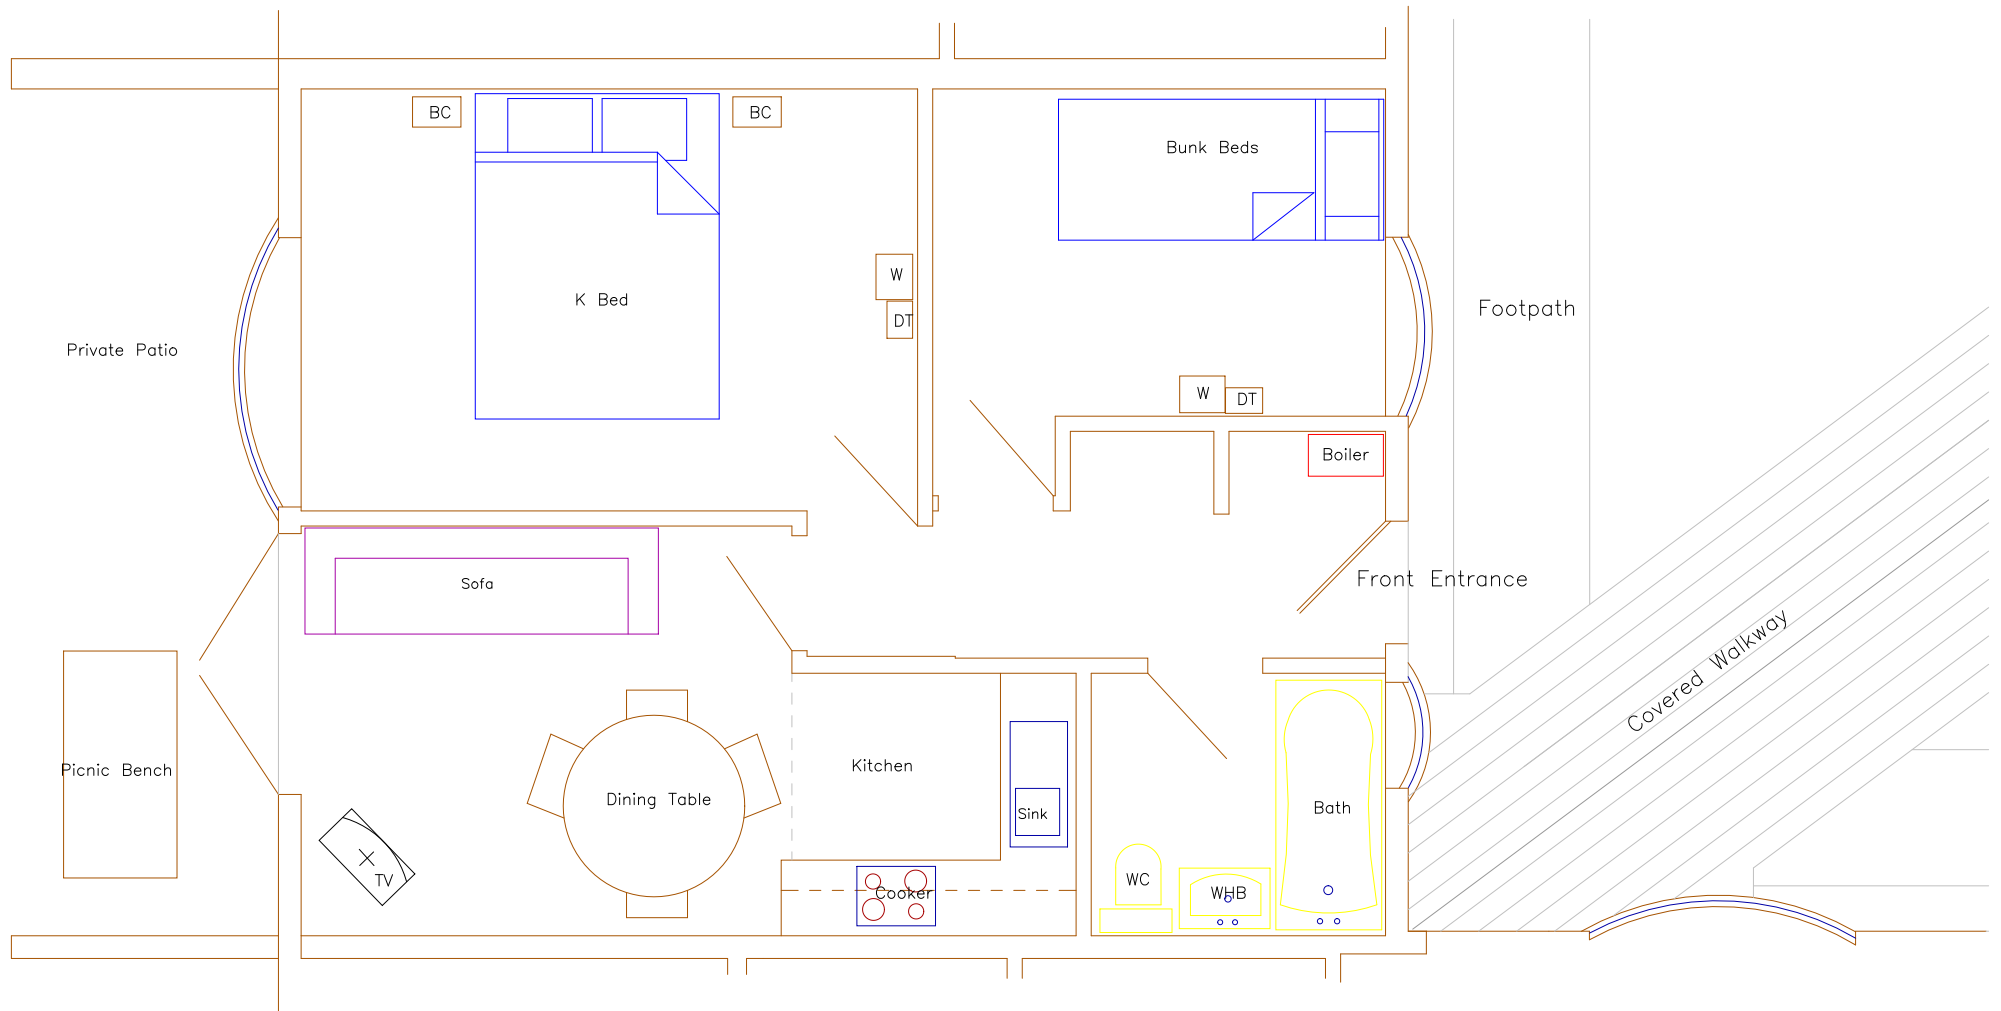 BC
BC
Bunk Beds
W
K Bed
DT
Footpath
Private Patio
W
DT
Boiler
Front Entrance
Sofa
Covered Walkway
Kitchen
Picnic Bench
Dining Table
Bath
Sink
TV
WC
Cooker
WHB